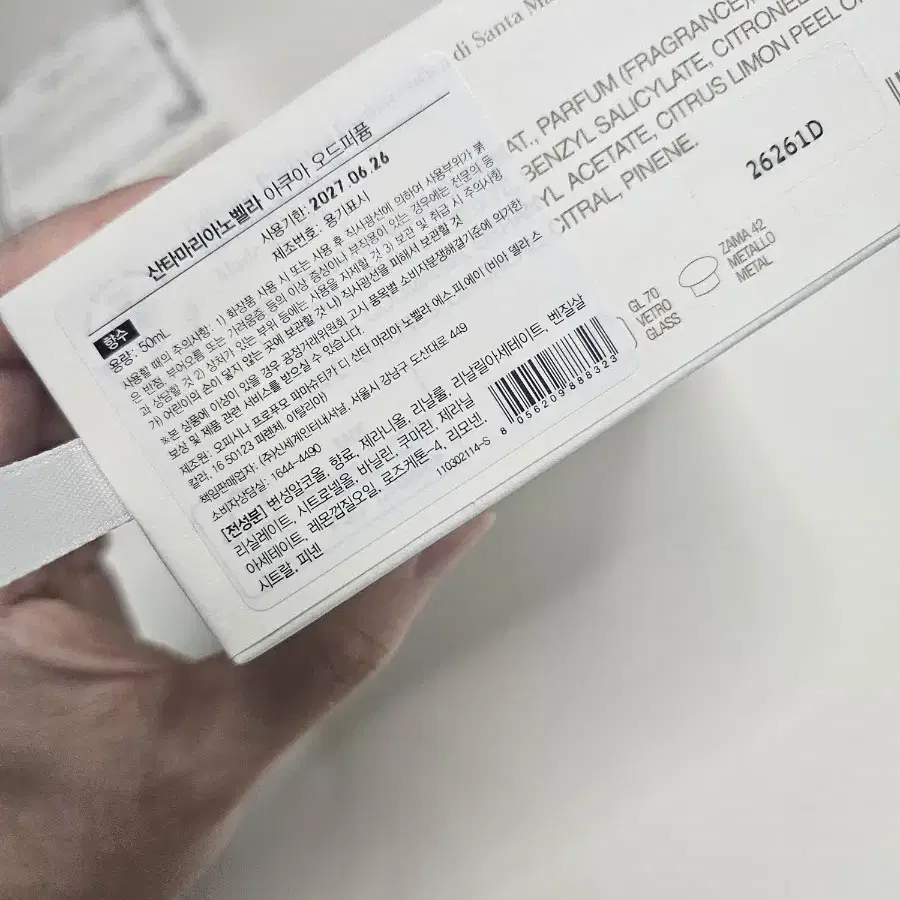 산타마리아노벨라 이쿠아 오드퍼퓸
사용기한: 2027.06.26
제조번호: 용기표시
향수
용량: 50mL
사용할 때의 주의사항: 1) 화장품 사용 시 또는 사용 후 직사광선에 의하여 사용부위가 붉
은 반점, 부어오름 또는 가려움증 등의 이상 증상이나 부작용이 있는 경우에는 전문의 등
과 상담할 것 2) 상처가 있는 부위 등에는 사용을 자제할 것 3) 보관 및 취급 시 주의사항
가) 어린이의 손이 닿지 않는 곳에 보관할 것 나) 직사광선을 피해서 보관할 것
※본 상품에 이상이 있을 경우 공정거래위원회 고시 품목별 소비자분쟁해결기준에 의거한
보상 및 제품 관련 서비스를 받으실 수 있습니다.
제조원: 오피시나 프로푸모 파마슈티카 디 산타 마리아 노벨라 에스.피.에이 (비아 델라 스
칼라, 16 50123 피렌체, 이탈리아)
책임판매업자: (주)신세계인터내셔날, 서울시 강남구 도산대로 449
소비자상담실: 1644-4490
[전성분] 변성알코올, 향료, 제라니올, 리날룰, 리날릴아세테이트, 벤질살
리실레이트, 시트로넬올, 바닐린, 쿠마린, 제라닐
아세테이트, 레몬껍질오일, 로즈케톤-4, 리모넨,
시트랄, 피넨
110302114-S
8 056209 888323
di Santa Ma
AT., PARFUM (FRAGRANCE),
BENZYL SALICYLATE, CITRONEL
YL ACETATE, CITRUS LIMON PEEL O
CITRAL, PINENE.
26261D
GL 70
VETRO
GLASS
ZAMA 42
METALLO
METAL